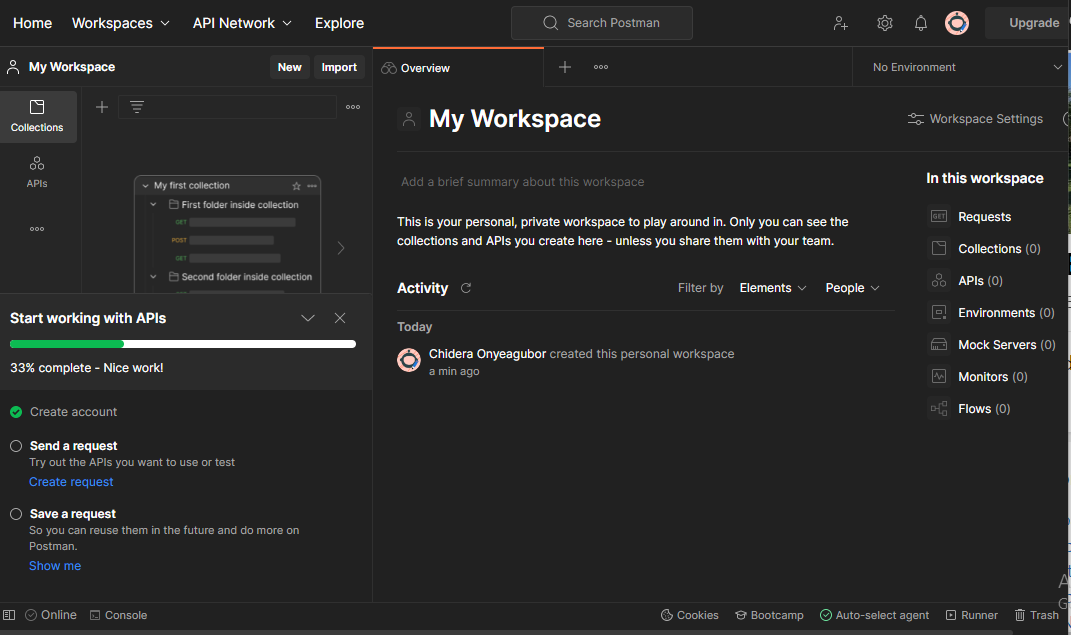 Home Workspaces API Network Explore Search Postman Upgrade
My Workspace New Import Overview No Environment
Collections
APIs
My first collection
First folder inside collection
GET
POST
GET
Second folder inside collection
Start working with APIs
33% complete - Nice work!
Create account
Send a request
Try out the APIs you want to use or test
Create request
Save a request
So you can reuse them in the future and do more on
Postman.
Show me
My Workspace
Workspace Settings
Add a brief summary about this workspace
This is your personal, private workspace to play around in. Only you can see the
collections and APIs you create here - unless you share them with your team.
Activity Filter by Elements People
Today
Chidera Onyeagubor created this personal workspace
a min ago
In this workspace
GET Requests
Collections (0)
APIs (0)
Environments (0)
Mock Servers (0)
Monitors (0)
Flows (0)
Online Console Cookies Bootcamp Auto-select agent Runner Trash